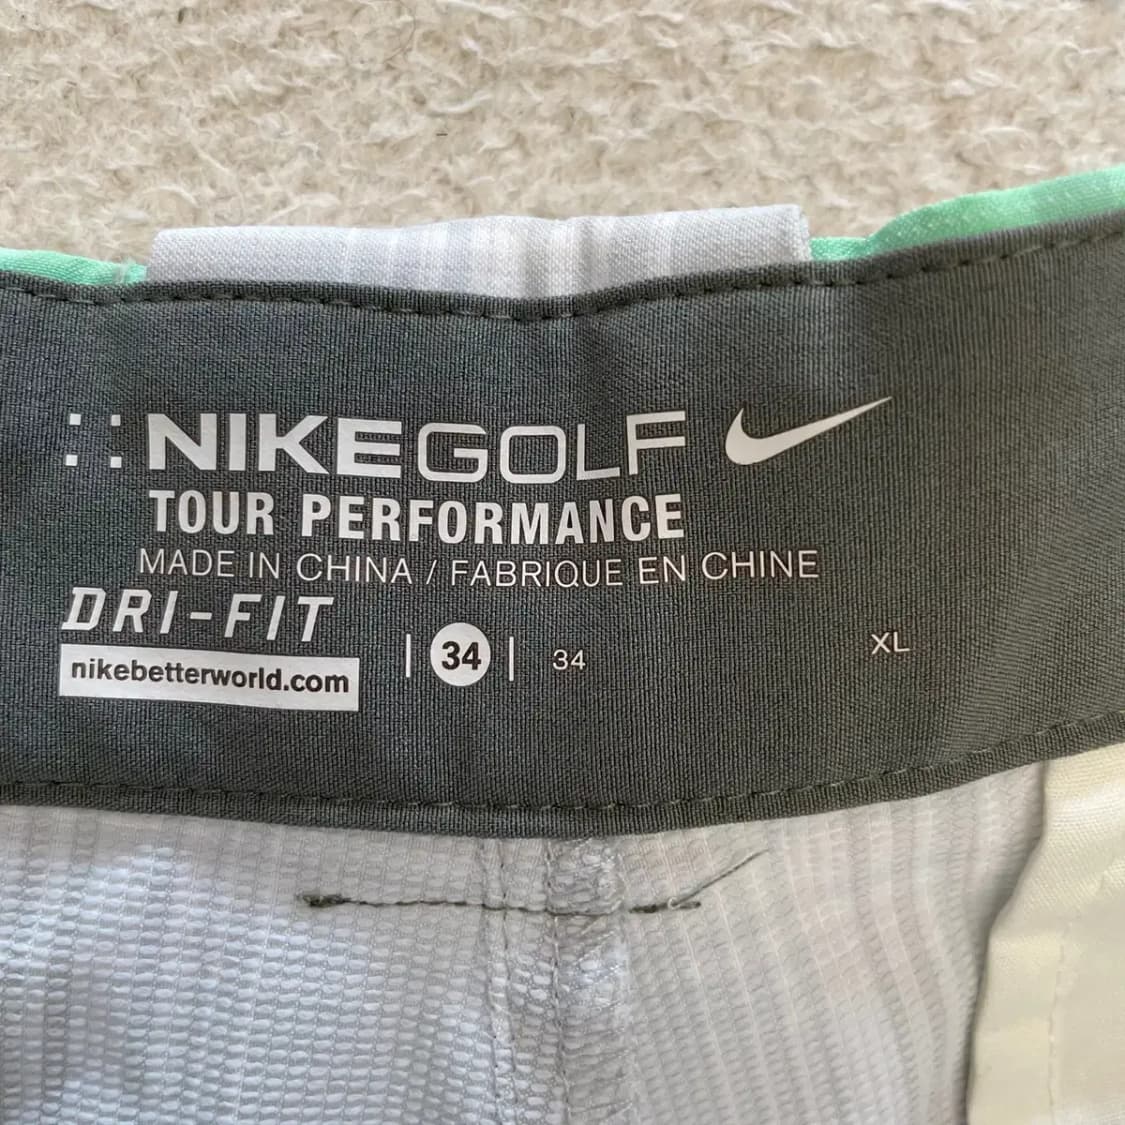 NIKEGOLF
TOUR PERFORMANCE
MADE IN CHINA / FABRIQUE EN CHINE
DRI-FIT
nikebetterworld.com
| 34 | 34 XL